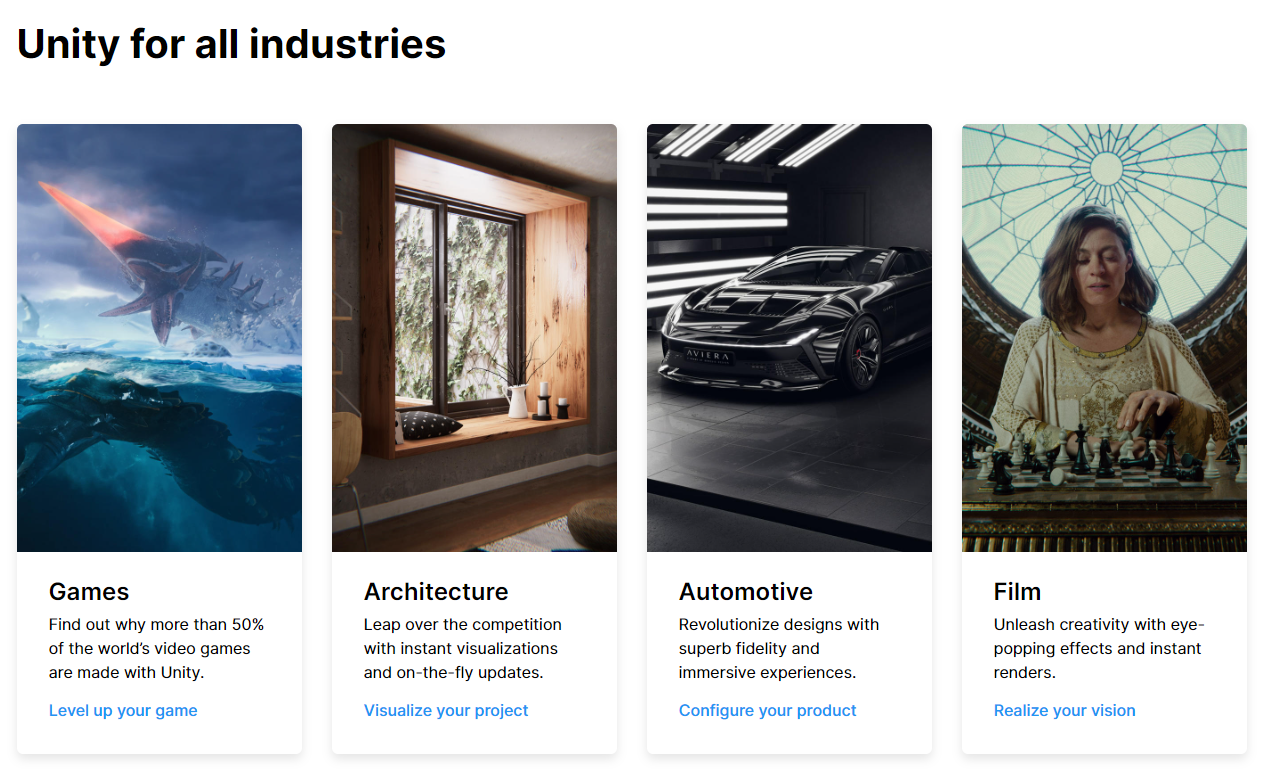 Unity for all industries
AVIERA
Games
Find out why more than 50%
of the world’s video games
are made with Unity.
Level up your game
Architecture
Leap over the competition
with instant visualizations
and on-the-fly updates.
Visualize your project
Automotive
Revolutionize designs with
superb fidelity and
immersive experiences.
Configure your product
Film
Unleash creativity with eye-
popping effects and instant
renders.
Realize your vision